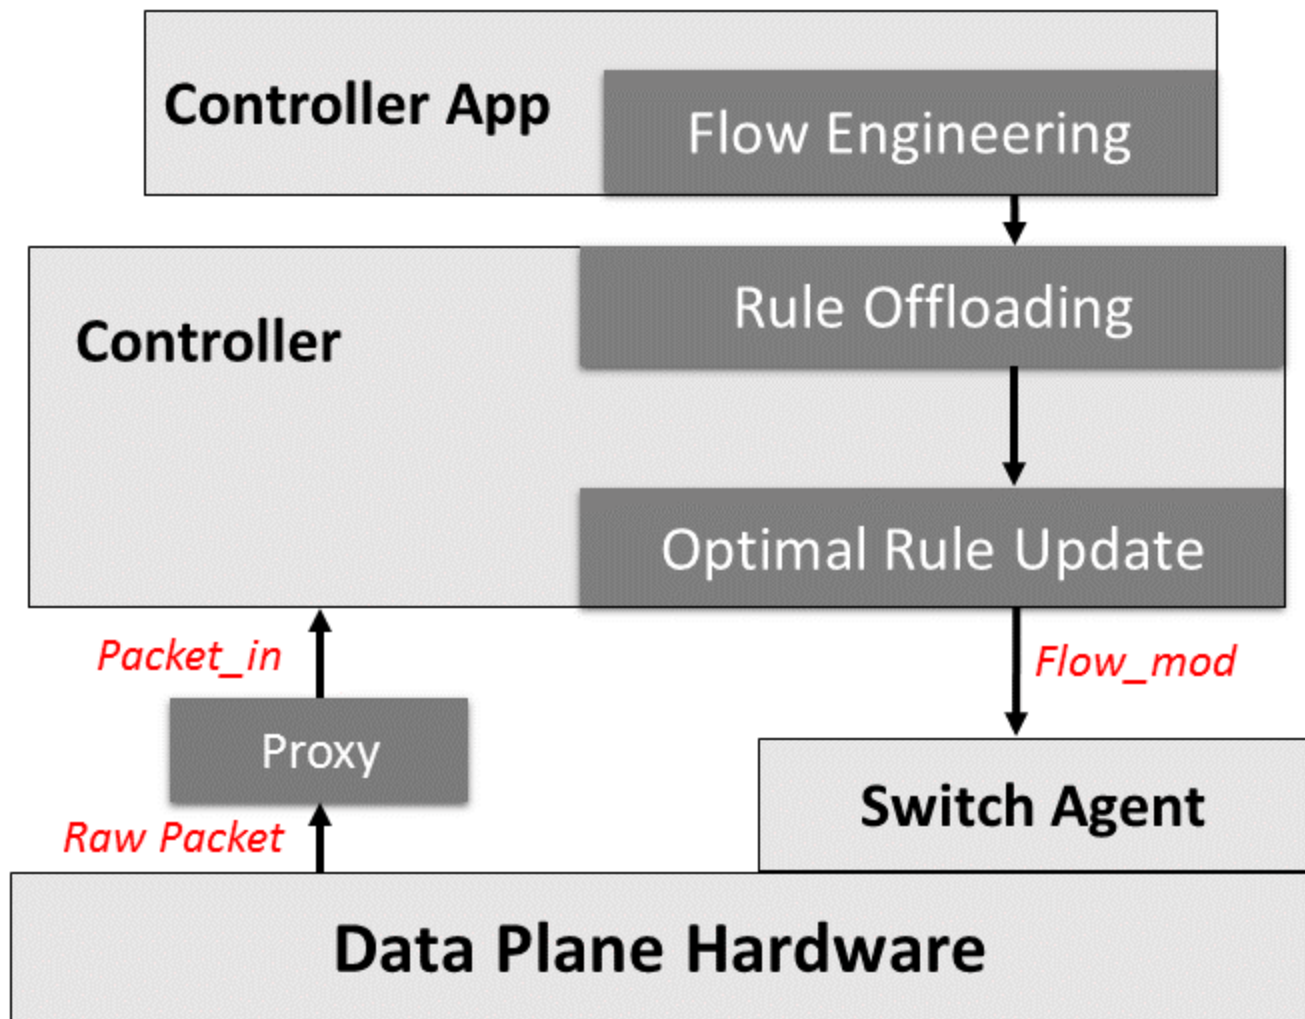 Controller App
Flow Engineering
Controller
Rule Offloading
Optimal Rule Update
Packet_in
Flow_mod
Proxy
Raw Packet
Switch Agent
Data Plane Hardware